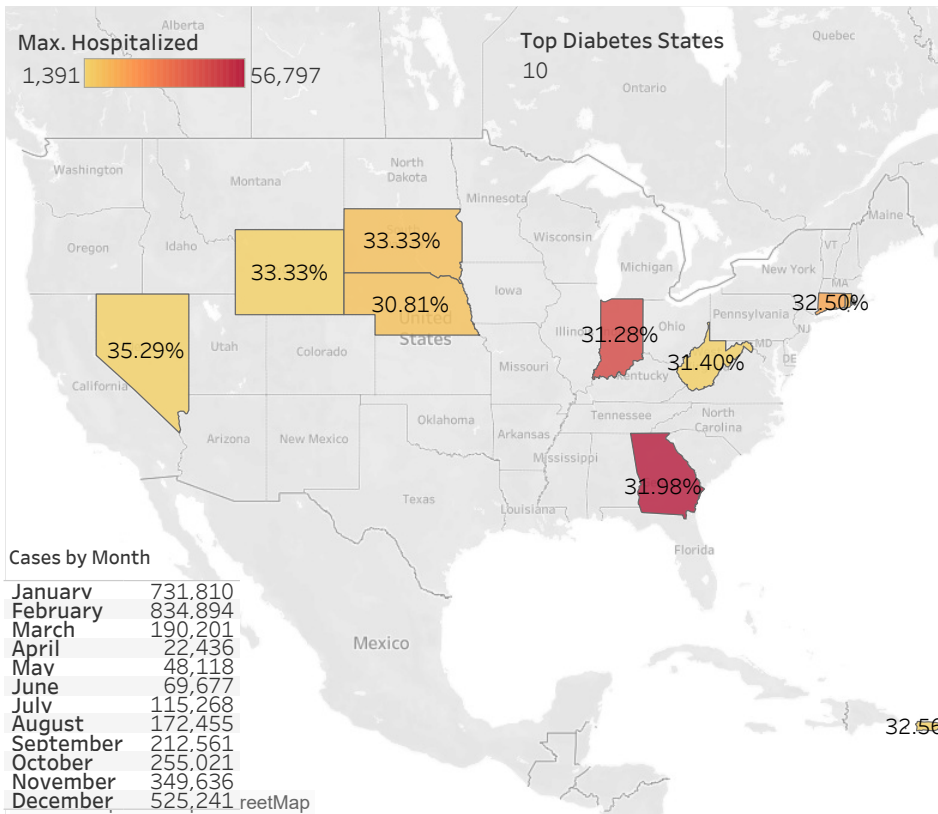 Alberta
Quebec
Max. Hospitalized
1,391 56,797
Top Diabetes States
10
Ontario
Washington
Montana
North
Dakota
Minnesota
Maine
Oregon
Idaho
33.33%
Wisconsin
VT
33.33%
Michigan
New York
MA
Iowa
30.81%
32.50%
Pennsylvania
NJ
United
States
Illin
31.28%
Ohio
35.29%
Utah
Colorado
MD
DE
Missouri
31.40%
California
Kentucky
Tennessee
North
Carolina
Oklahoma
Arkansas
Arizona
New Mexico
Mississippi
31.98%
Texas
Louisiana
Florida
Mexico
32.56
Cases by Month
January 731,810
February 834,894
March 190,201
April 22,436
May 48,118
June 69,677
July 115,268
August 172,455
September 212,561
October 255,021
November 349,636
December 525,241 reetMap